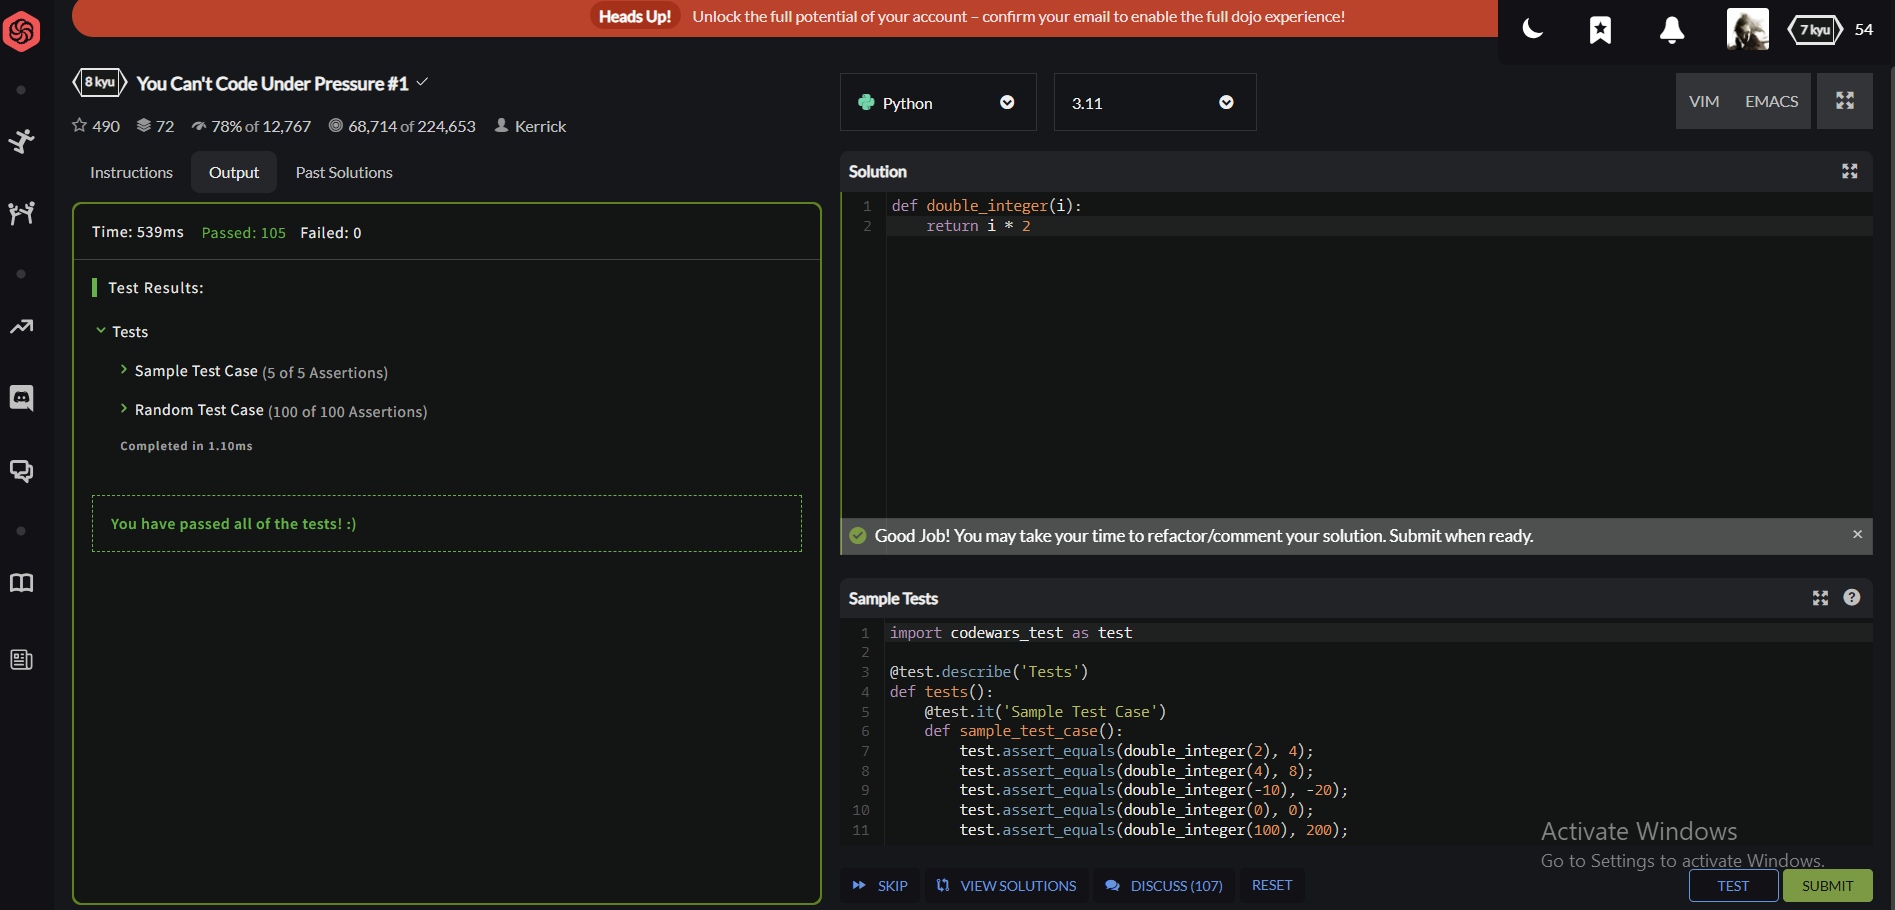 Heads Up! Unlock the full potential of your account – confirm your email to enable the full dojo experience!
7 kyu 54
8 kyu You Can't Code Under Pressure #1
490 72 78% of 12,767 68,714 of 224,653 Kerrick
Instructions Output Past Solutions
Time: 539ms Passed: 105 Failed: 0
Test Results:
Tests
Sample Test Case (5 of 5 Assertions)
Random Test Case (100 of 100 Assertions)
Completed in 1.10ms
You have passed all of the tests! :)
Python 3.11 VIM EMACS
Solution
1 def double_integer(i):
2     return i * 2
Good Job! You may take your time to refactor/comment your solution. Submit when ready.
Sample Tests
1 import codewars_test as test
2
3 @test.describe('Tests')
4 def tests():
5     @test.it('Sample Test Case')
6     def sample_test_case():
7         test.assert_equals(double_integer(2), 4);
8         test.assert_equals(double_integer(4), 8);
9         test.assert_equals(double_integer(-10), -20);
10         test.assert_equals(double_integer(0), 0);
11         test.assert_equals(double_integer(100), 200);
Activate Windows
Go to Settings to activate Windows.
SKIP VIEW SOLUTIONS DISCUSS (107) RESET TEST SUBMIT